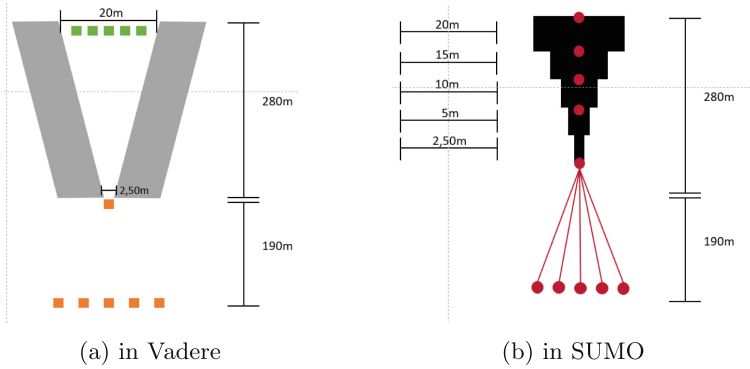 20m
280m
2,50m
190m
(a) in Vadere
20m
15m
10m
5m
2,50m
280m
190m
(b) in SUMO